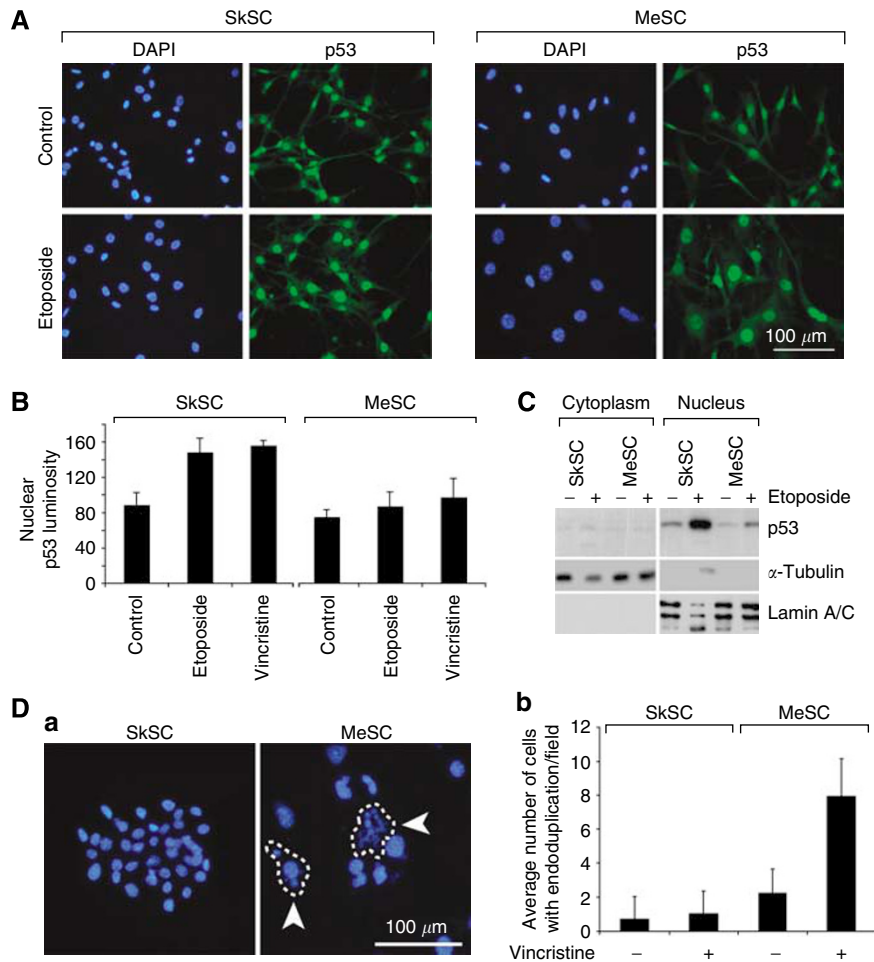 A
SkSC
MeSC
DAPI
p53
DAPI
p53
Control
Etoposide
100 μm
B
SkSC
MeSC
Nuclear
p53 luminosity
160
120
80
40
0
Control
Etoposide
Vincristine
Control
Etoposide
Vincristine
C
Cytoplasm
Nucleus
SkSC
MeSC
SkSC
MeSC
– + – + – + – + Etoposide
p53
α-Tubulin
Lamin A/C
D
a
SkSC
MeSC
100 μm
b
SkSC
MeSC
Average number of cells
with endoduplication/field
12
10
8
6
4
2
0
Vincristine – + – +